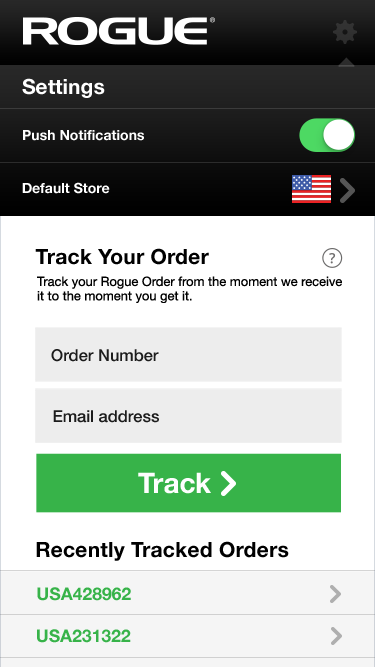 ROGUE®
Settings
Push Notifications
Default Store
Track Your Order
?
Track your Rogue Order from the moment we receive
it to the moment you get it.
Order Number
Email address
Track
Recently Tracked Orders
USA428962
USA231322